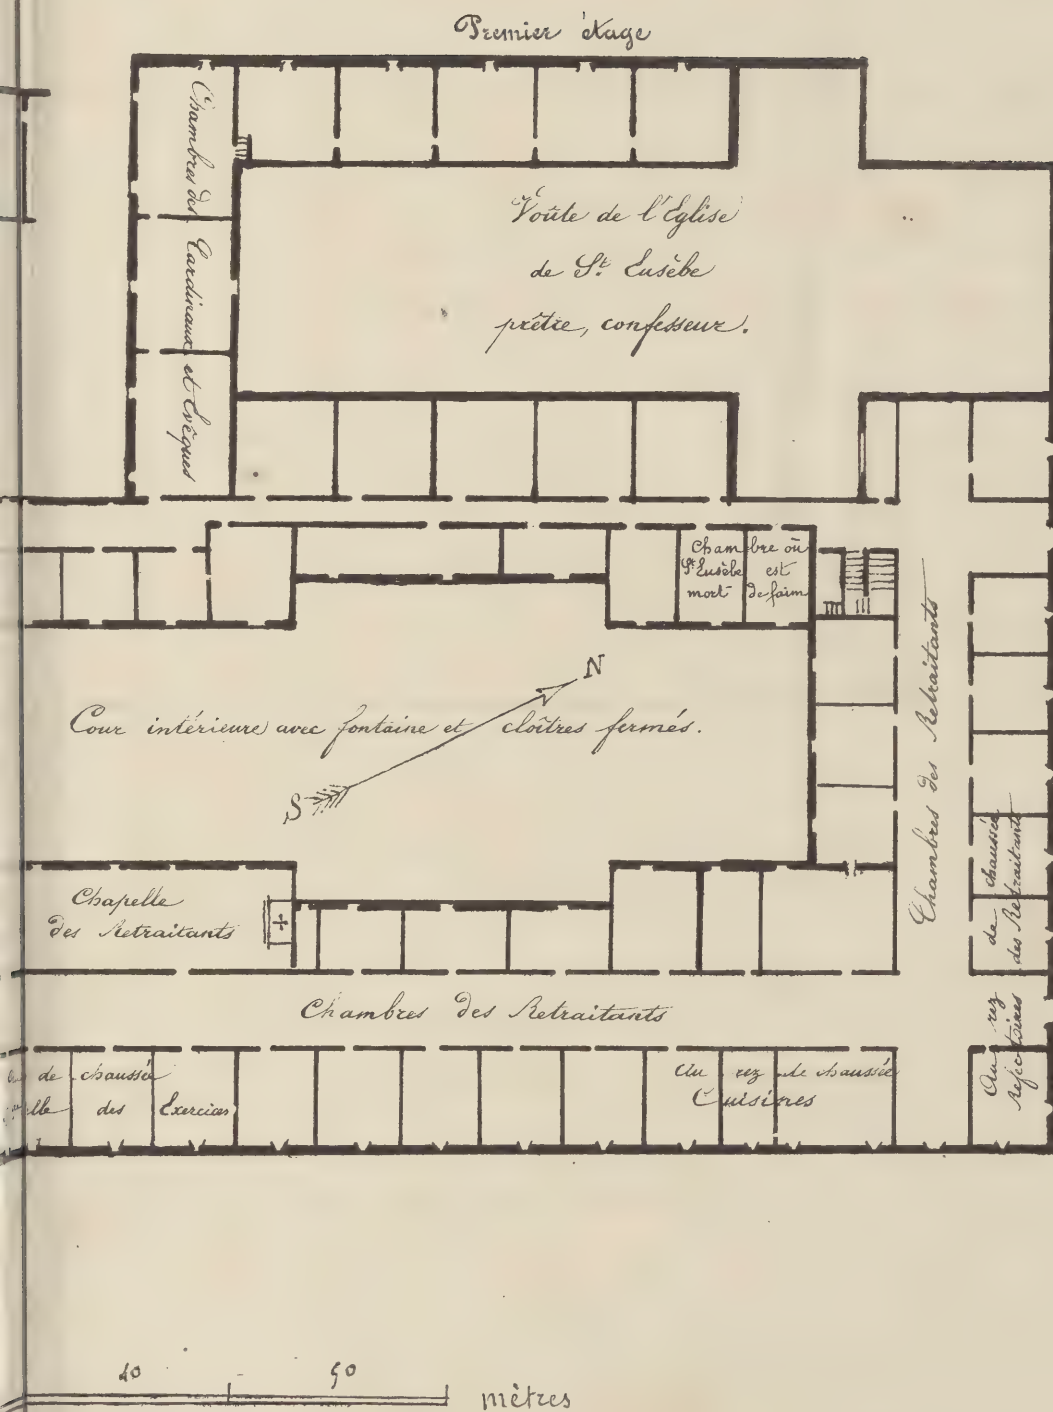 Premier étage
Chambres des Cardinaux et Evêques
Voûte de l'Église
de St. Eusèbe
prêtre, confesseur.
Chambre où
St Eusèbe est
mort de faim
N
Cour intérieure avec fontaine et cloîtres fermés.
S
Chambres des Retraitants
Chapelle
des Retraitants
Au rez de chaussée
Refectoires des Retraitants
Chambres des Retraitants
de chaussée
des Exercices
Au rez de chaussée
Cuisines
40 50
mètres